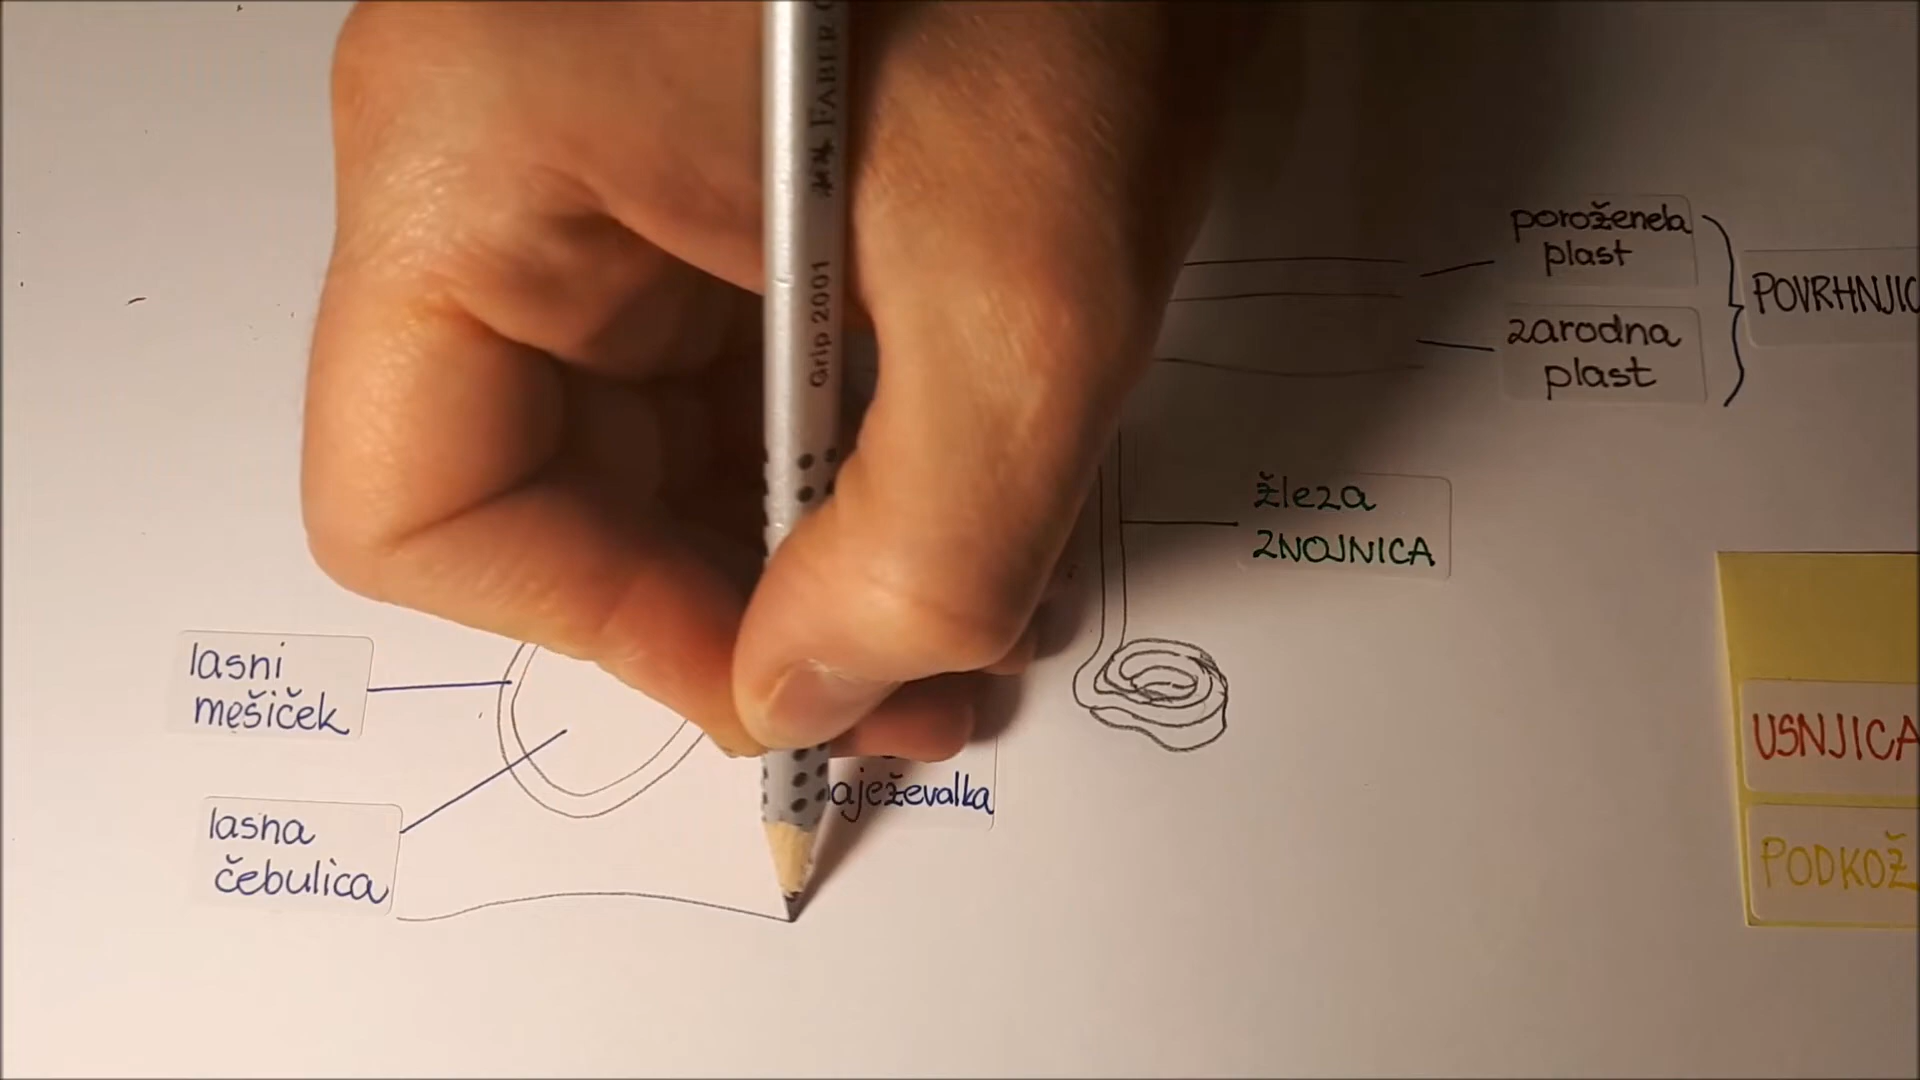 FABER C
Grip 2001
poroženela
plast
zarodna
plast
POVRHNJIC
žleza
ZNOJNICA
lasni
mešiček
lasna
čebulica
aježevalka
USNJICA
PODKOŽ